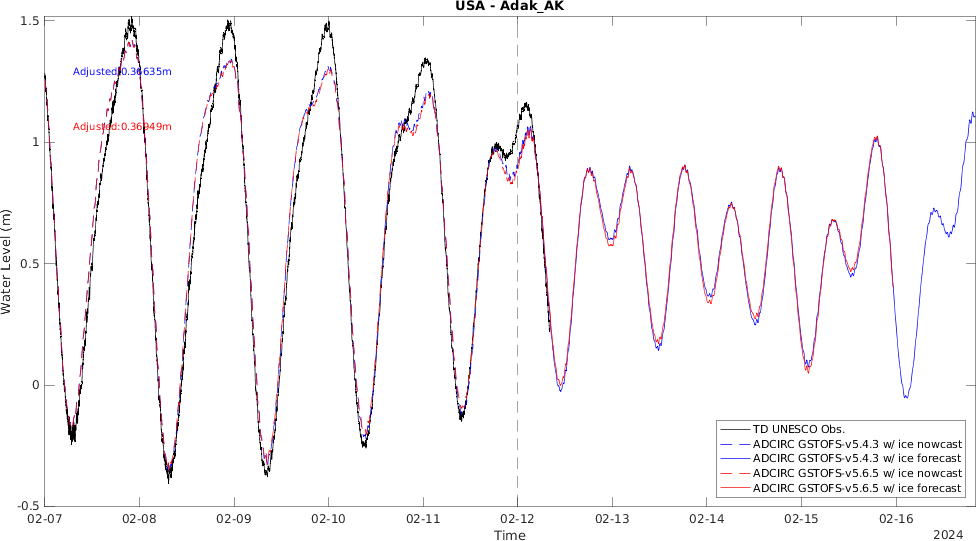 USA - Adak_AK
1.5
Adjusted:0.36635m
Adjusted:0.36949m
1
0.5
0
-0.5
Water Level (m)
02-07 02-08 02-09 02-10 02-11 02-12 02-13 02-14 02-15 02-16
Time
2024
TD UNESCO Obs.
ADCIRC GSTOFS-v5.4.3 w/ ice nowcast
ADCIRC GSTOFS-v5.4.3 w/ ice forecast
ADCIRC GSTOFS-v5.6.5 w/ ice nowcast
ADCIRC GSTOFS-v5.6.5 w/ ice forecast